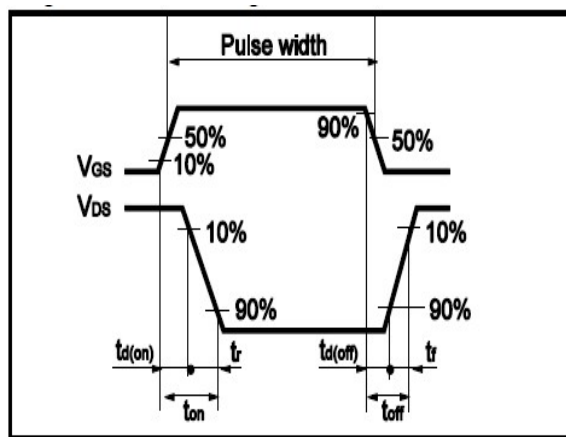 Pulse width
90%
50%
50%
10%
VGS
VDS
10%
10%
90%
90%
td(on)
tr
td(off)
tf
ton
toff